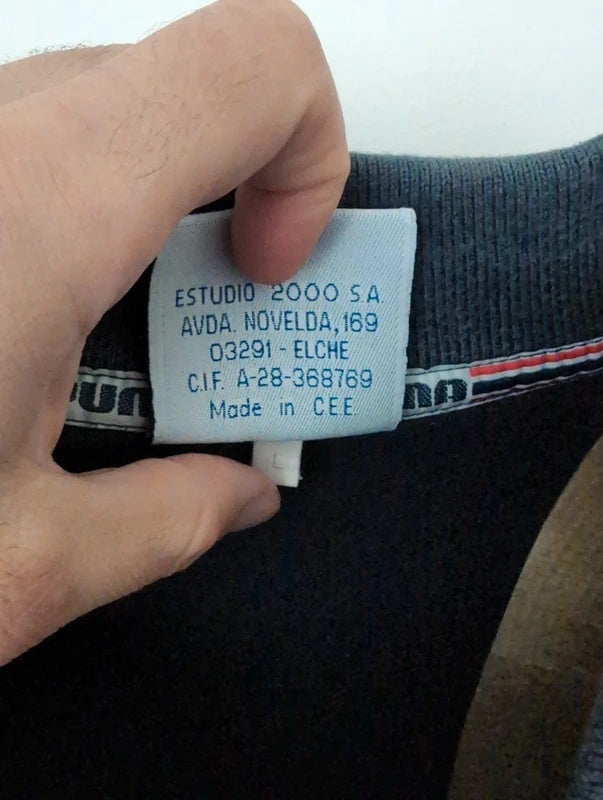 ESTUDIO 2000 S.A.
AVDA. NOVELDA, 169
03291 - ELCHE
C.I.F. A-28-368769
Made in C.E.E.
L